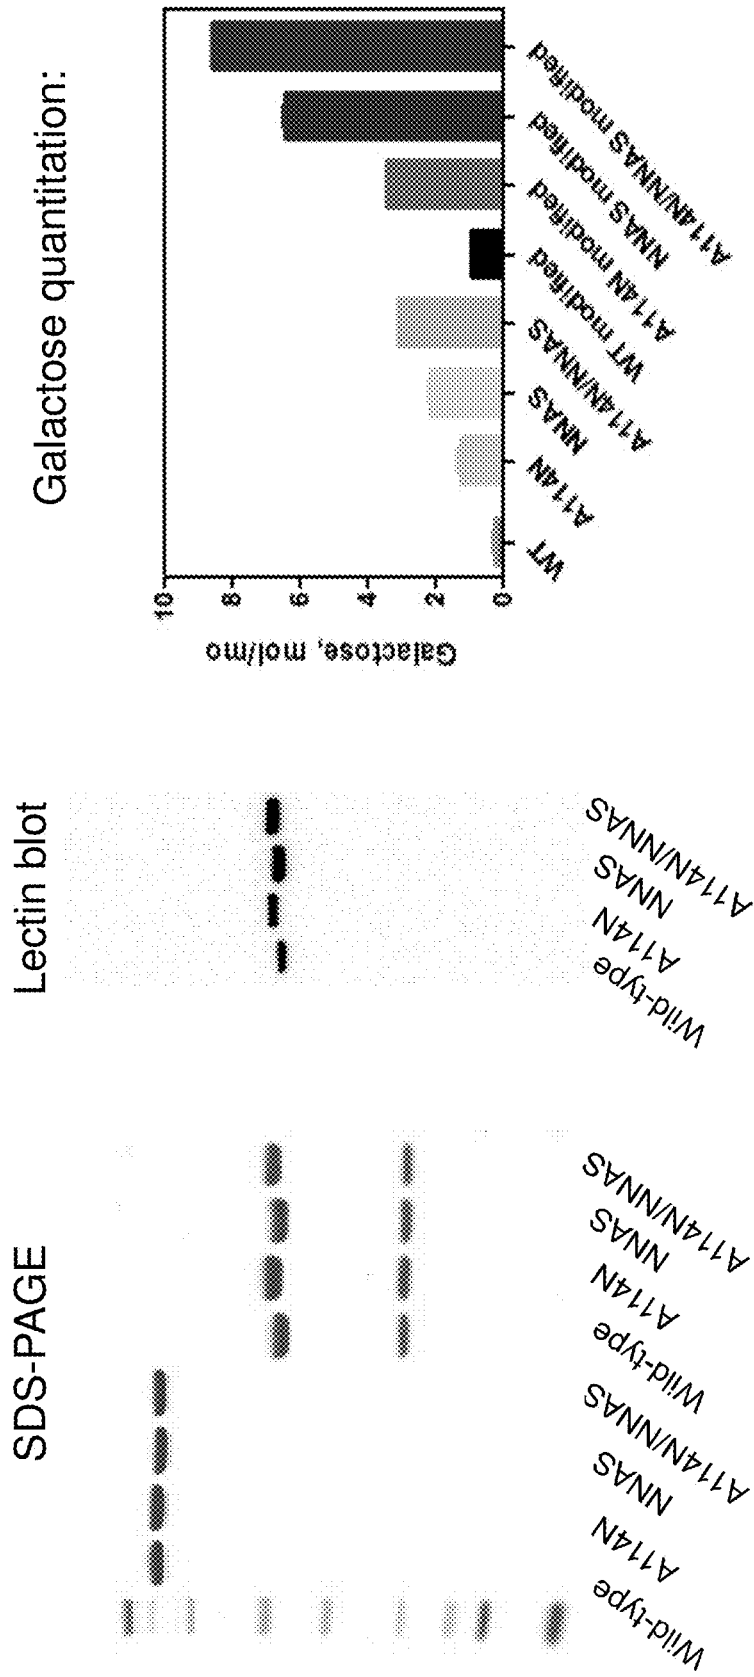 SDS-PAGE
Wild-type
A114N
NNAS
A114N/NNAS
Wild-type
A114N
NNAS
A114N/NNAS
Lectin blot
Wild-type
A114N
NNAS
A114N/NNAS
Galactose quantitation:
Galactose, mol/mo
10
8
6
4
2
0
WT
A114N
NNAS
A114N/NNAS
WT modified
A114N modified
NNAS modified
A114N/NNAS modified